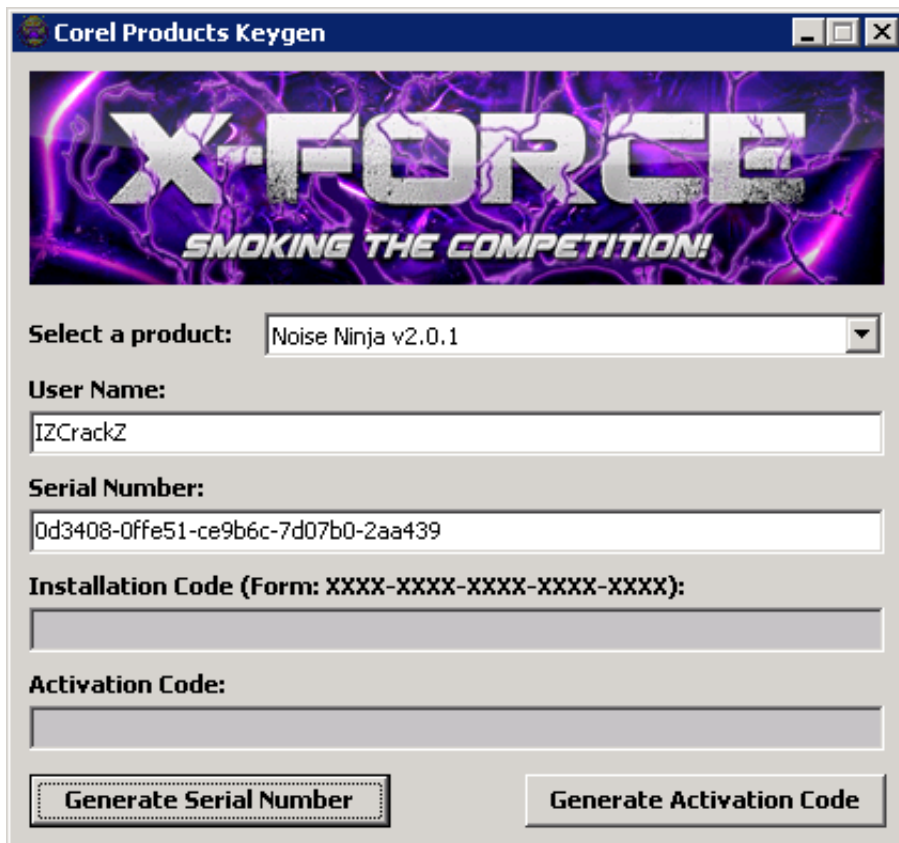 Corel Products Keygen
X-FORCE
SMOKING THE COMPETITION!
Select a product: Noise Ninja v2.0.1
User Name:
IZCrackZ
Serial Number:
0d3408-0ffe51-ce9b6c-7d07b0-2aa439
Installation Code (Form: XXXX-XXXX-XXXX-XXXX-XXXX):
Activation Code:
Generate Serial Number Generate Activation Code